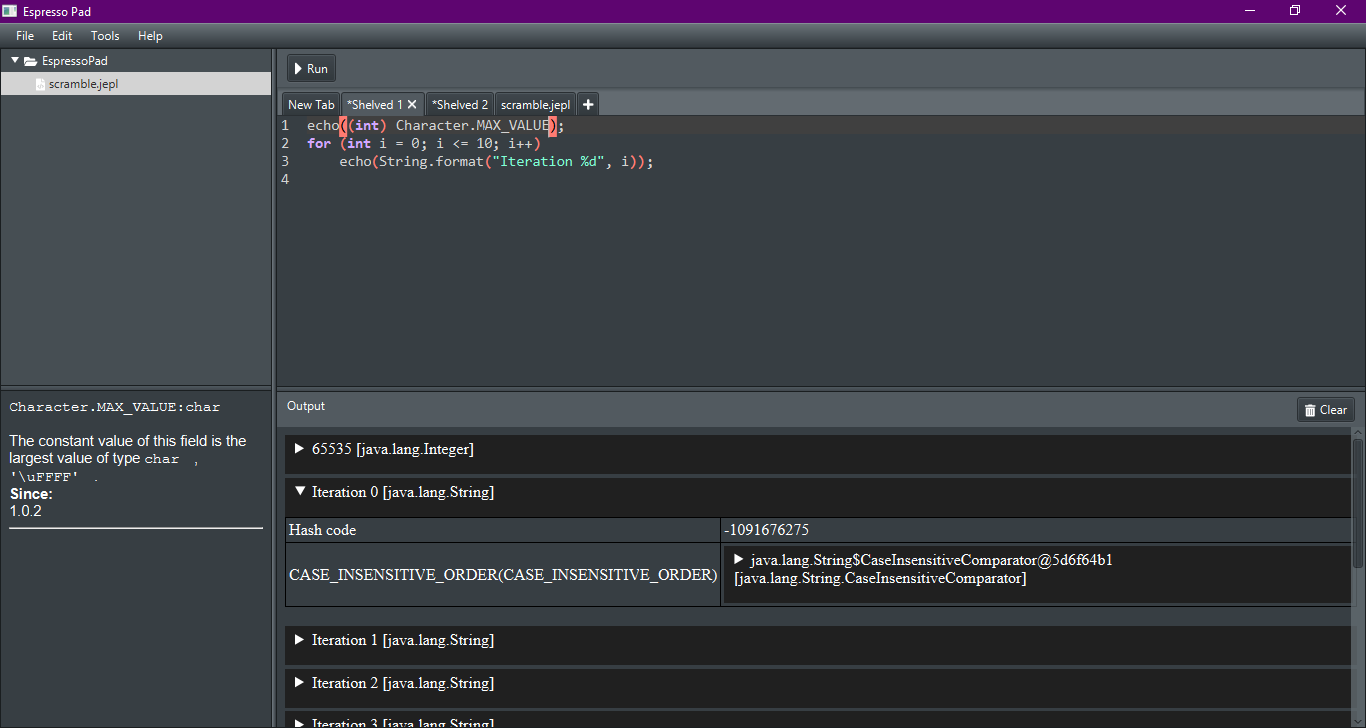 Espresso Pad
File Edit Tools Help
EspressoPad
scramble.jepl
Run
New Tab *Shelved 1 *Shelved 2 scramble.jepl
1 echo((int) Character.MAX_VALUE);
2 for (int i = 0; i <= 10; i++)
3 echo(String.format("Iteration %d", i));
4
Character.MAX_VALUE:char
The constant value of this field is the
largest value of type char ,
'\uFFFF' .
Since:
1.0.2
Output
Clear
65535 [java.lang.Integer]
Iteration 0 [java.lang.String]
Hash code -1091676275
CASE_INSENSITIVE_ORDER(CASE_INSENSITIVE_ORDER)
java.lang.String$CaseInsensitiveComparator@5d6f64b1
[java.lang.String.CaseInsensitiveComparator]
Iteration 1 [java.lang.String]
Iteration 2 [java.lang.String]
Iteration 3 [java.lang.String]